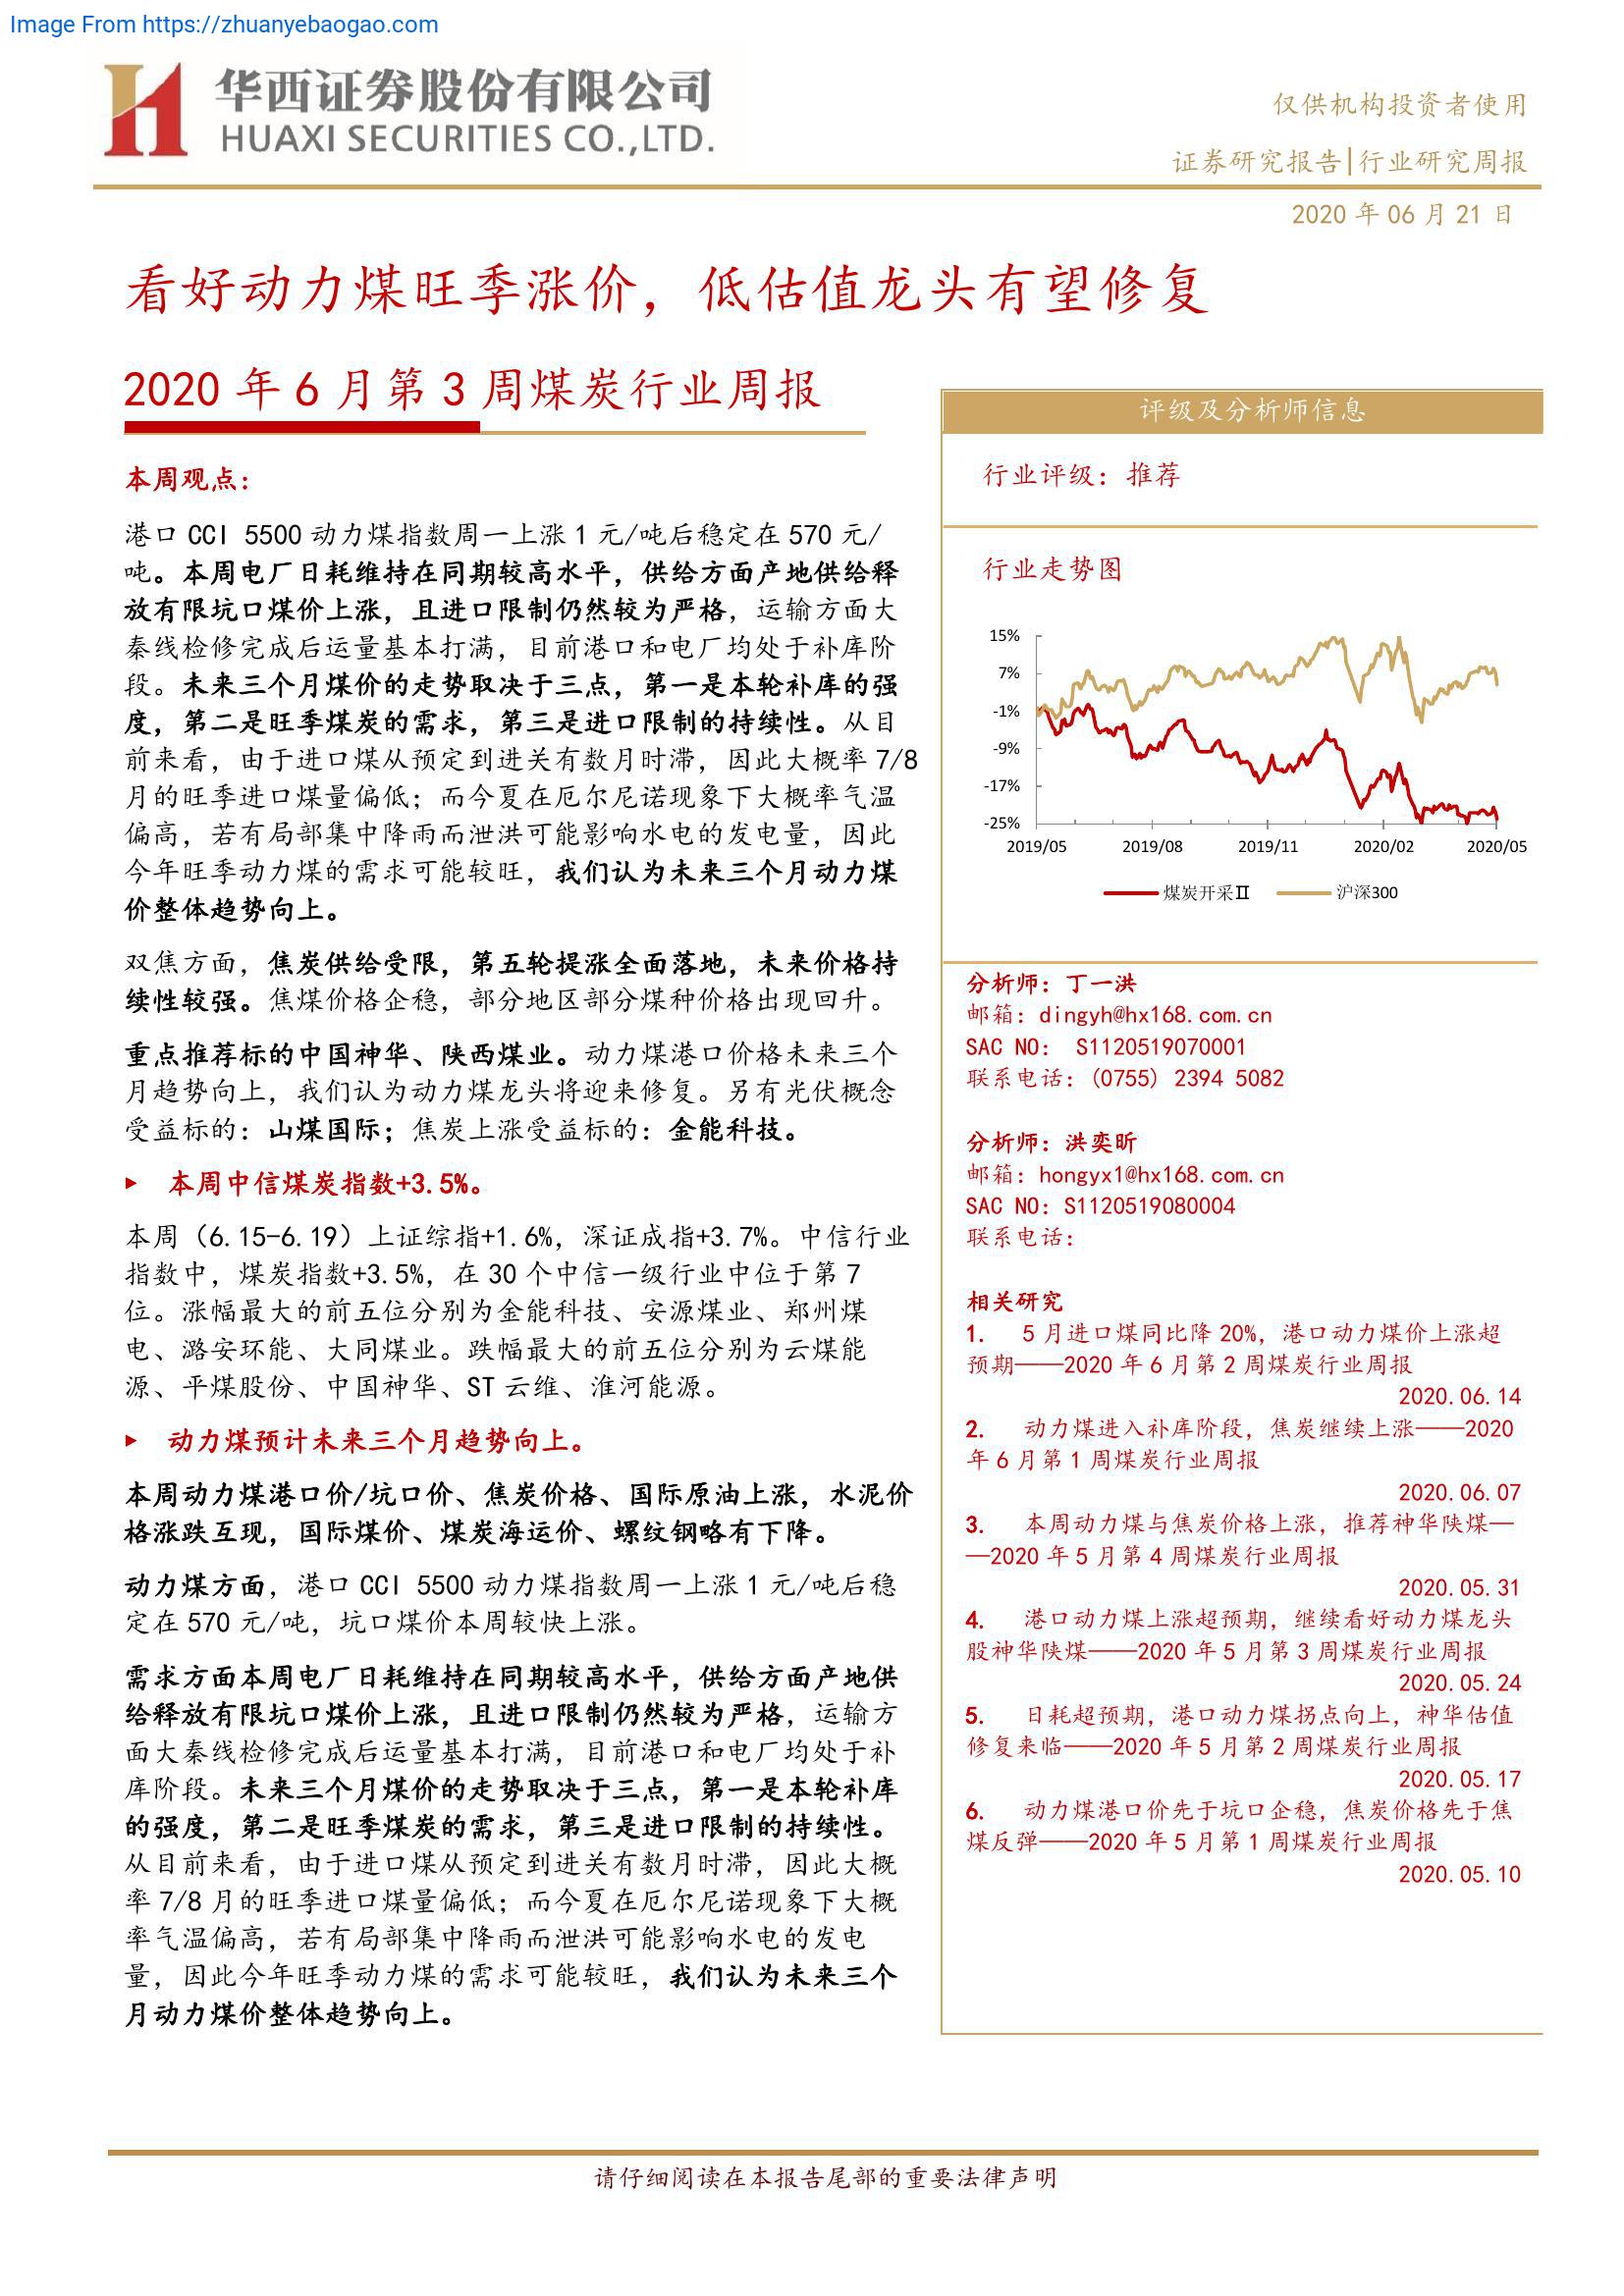 Image From https://zhuanyebaogao.com
华西证券股份有限公司
HUAXI SECURITIES CO.,LTD.
仅供机构投资者使用
证券研究报告|行业研究周报
2020 年 06 月 21 日
看好动力煤旺季涨价，低估值龙头有望修复
2020 年 6 月第 3 周煤炭行业周报
本周观点：
港口 CCI 5500 动力煤指数周一上涨 1 元/吨后稳定在 570 元/
吨。本周电厂日耗维持在同期较高水平，供给方面产地供给释
放有限坑口煤价上涨，且进口限制仍然较为严格，运输方面大
秦线检修完成后运量基本打满，目前港口和电厂均处于补库阶
段。未来三个月煤价的走势取决于三点，第一是本轮补库的强
度，第二是旺季煤炭的需求，第三是进口限制的持续性。从目
前来看，由于进口煤从预定到进关有数月时滞，因此大概率 7/8
月的旺季进口煤量偏低；而今夏在厄尔尼诺现象下大概率气温
偏高，若有局部集中降雨而泄洪可能影响水电的发电量，因此
今年旺季动力煤的需求可能较旺，我们认为未来三个月动力煤
价整体趋势向上。
双焦方面，焦炭供给受限，第五轮提涨全面落地，未来价格持
续性较强。焦煤价格企稳，部分地区部分煤种价格出现回升。
重点推荐标的中国神华、陕西煤业。动力煤港口价格未来三个
月趋势向上，我们认为动力煤龙头将迎来修复。另有光伏概念
受益标的：山煤国际；焦炭上涨受益标的：金能科技。
▶ 本周中信煤炭指数+3.5%。
本周（6.15-6.19）上证综指+1.6%，深证成指+3.7%。中信行业
指数中，煤炭指数+3.5%，在 30 个中信一级行业中位于第 7
位。涨幅最大的前五位分别为金能科技、安源煤业、郑州煤
电、潞安环能、大同煤业。跌幅最大的前五位分别为云煤能
源、平煤股份、中国神华、ST 云维、淮河能源。
▶ 动力煤预计未来三个月趋势向上。
本周动力煤港口价/坑口价、焦炭价格、国际原油上涨，水泥价
格涨跌互现，国际煤价、煤炭海运价、螺纹钢略有下降。
动力煤方面，港口 CCI 5500 动力煤指数周一上涨 1 元/吨后稳
定在 570 元/吨，坑口煤价本周较快上涨。
需求方面本周电厂日耗维持在同期较高水平，供给方面产地供
给释放有限坑口煤价上涨，且进口限制仍然较为严格，运输方
面大秦线检修完成后运量基本打满，目前港口和电厂均处于补
库阶段。未来三个月煤价的走势取决于三点，第一是本轮补库
的强度，第二是旺季煤炭的需求，第三是进口限制的持续性。
从目前来看，由于进口煤从预定到进关有数月时滞，因此大概
率 7/8 月的旺季进口煤量偏低；而今夏在厄尔尼诺现象下大概
率气温偏高，若有局部集中降雨而泄洪可能影响水电的发电
量，因此今年旺季动力煤的需求可能较旺，我们认为未来三个
月动力煤价整体趋势向上。
评级及分析师信息
行业评级：推荐
行业走势图
15%
7%
-1%
-9%
-17%
-25%
2019/05 2019/08 2019/11 2020/02 2020/05
煤炭开采Ⅱ 沪深300
分析师：丁一洪
邮箱：dingyh@hx168.com.cn
SAC NO: S1120519070001
联系电话：(0755) 2394 5082
分析师：洪奕昕
邮箱：hongyx1@hx168.com.cn
SAC NO：S1120519080004
联系电话：
相关研究
1. 5 月进口煤同比降 20%，港口动力煤价上涨超
预期——2020 年 6 月第 2 周煤炭行业周报
2020.06.14
2. 动力煤进入补库阶段，焦炭继续上涨——2020
年 6 月第 1 周煤炭行业周报
2020.06.07
3. 本周动力煤与焦炭价格上涨，推荐神华陕煤—
—2020 年 5 月第 4 周煤炭行业周报
2020.05.31
4. 港口动力煤上涨超预期，继续看好动力煤龙头
股神华陕煤——2020 年 5 月第 3 周煤炭行业周报
2020.05.24
5. 日耗超预期，港口动力煤拐点向上，神华估值
修复来临——2020 年 5 月第 2 周煤炭行业周报
2020.05.17
6. 动力煤港口价先于坑口企稳，焦炭价格先于焦
煤反弹——2020 年 5 月第 1 周煤炭行业周报
2020.05.10
请仔细阅读在本报告尾部的重要法律声明